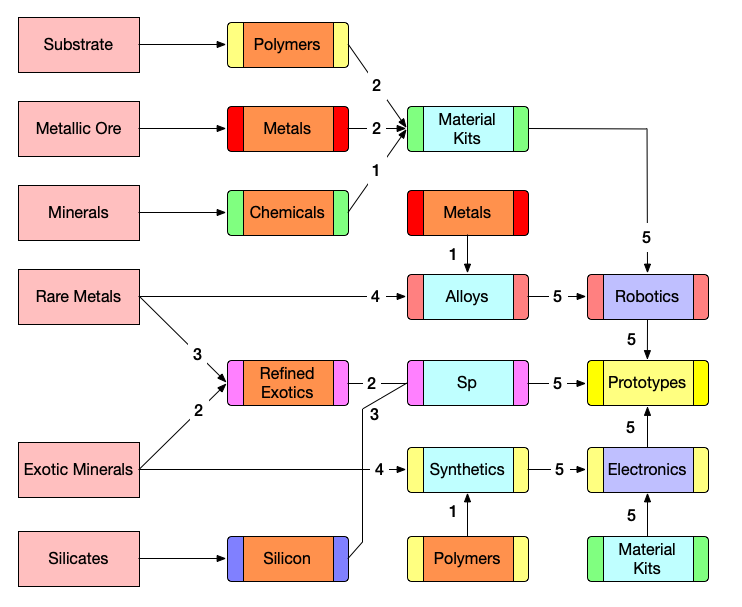 Substrate
Polymers
2
Metallic Ore
Metals
2
Material
Kits
1
Minerals
Chemicals
Metals
5
1
Rare Metals
4
Alloys
5
Robotics
3
5
Refined
Exotics
2
Sp
5
Prototypes
2
3
5
Exotic Minerals
4
Synthetics
5
Electronics
1
5
Silicates
Silicon
Polymers
Material
Kits